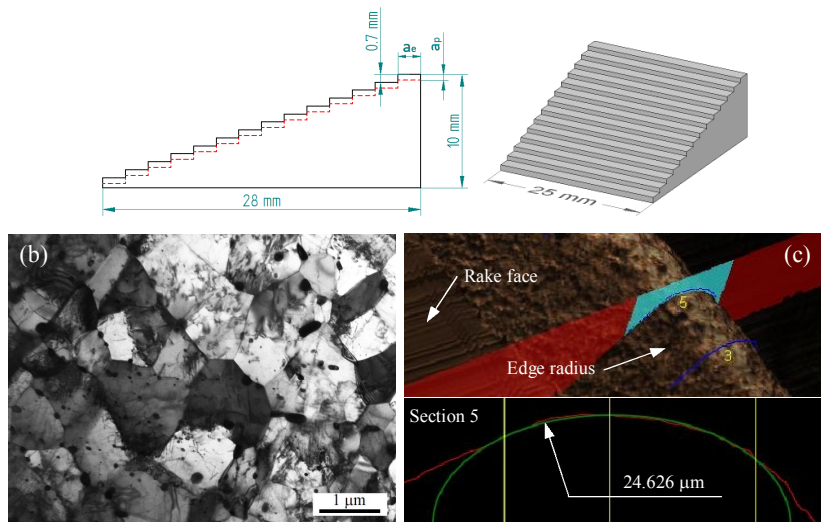 0.7 mm
aₑ
aₚ
10 mm
28 mm
25 mm
(b)
1 µm
(c)
Rake face
5
3
Edge radius
Section 5
24.626 µm